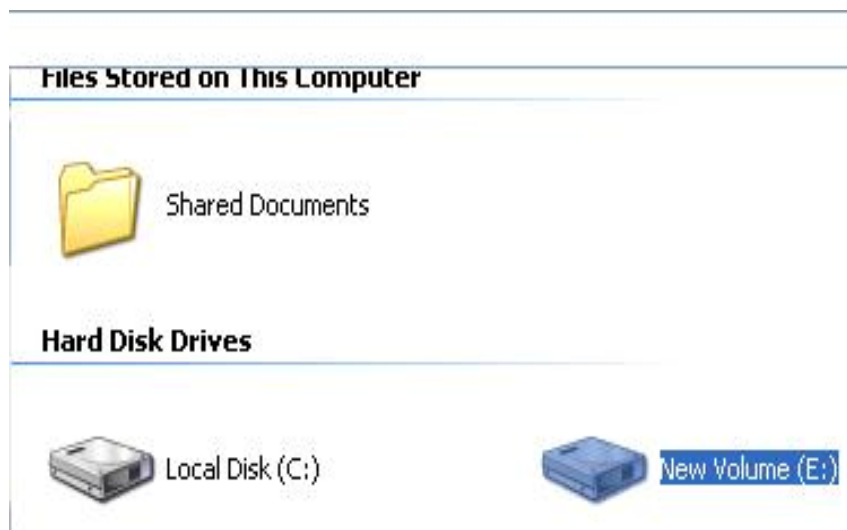 Files Stored on This Computer
Shared Documents
Hard Disk Drives
Local Disk (C:)
New Volume (E:)